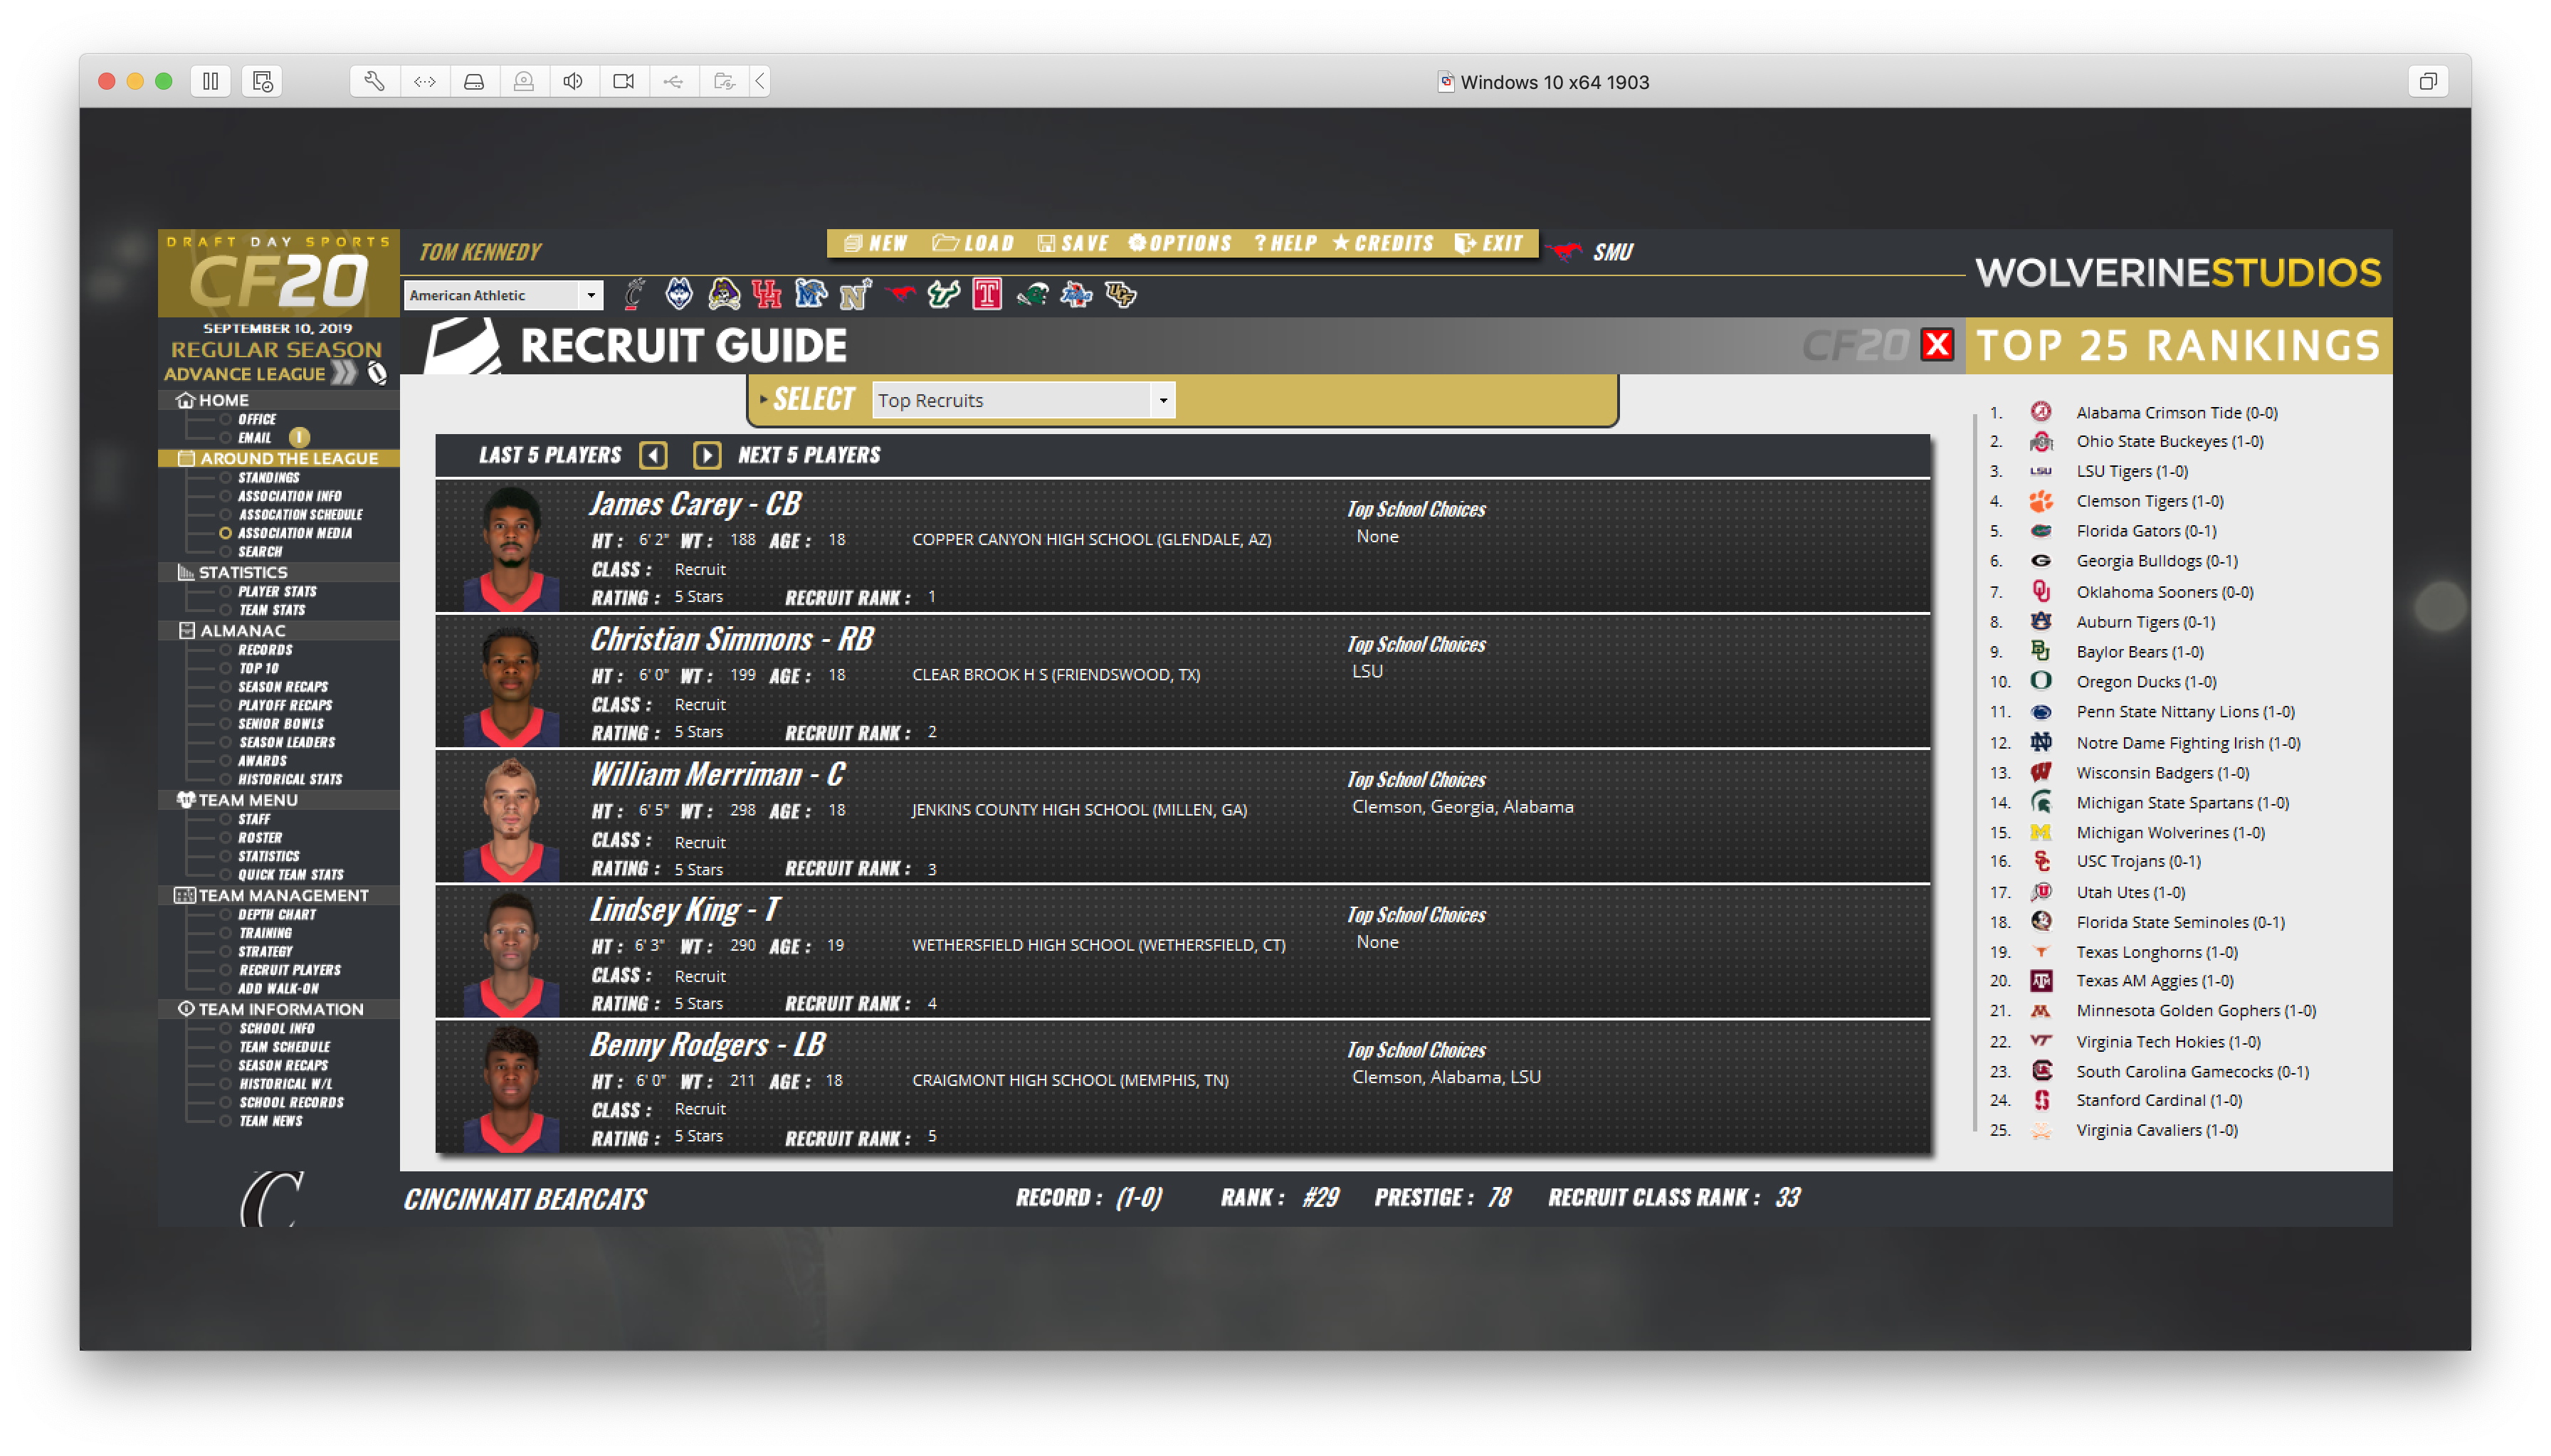 Windows 10 x64 1903
DRAFT DAY SPORTS
CF20
TOM KENNEDY
NEW LOAD SAVE OPTIONS ? HELP CREDITS EXIT
SMU
WOLVERINESTUDIOS
American Athletic
SEPTEMBER 10, 2019
REGULAR SEASON
ADVANCE LEAGUE
RECRUIT GUIDE
CF20
X
TOP 25 RANKINGS
SELECT Top Recruits
HOME
OFFICE
EMAIL 1
AROUND THE LEAGUE
STANDINGS
ASSOCIATION INFO
ASSOCATION SCHEDULE
ASSOCIATION MEDIA
SEARCH
STATISTICS
PLAYER STATS
TEAM STATS
ALMANAC
RECORDS
TOP 10
SEASON RECAPS
PLAYOFF RECAPS
SENIOR BOWLS
SEASON LEADERS
AWARDS
HISTORICAL STATS
TEAM MENU
STAFF
ROSTER
STATISTICS
QUICK TEAM STATS
TEAM MANAGEMENT
DEPTH CHART
TRAINING
STRATEGY
RECRUIT PLAYERS
ADD WALK-ON
TEAM INFORMATION
SCHOOL INFO
TEAM SCHEDULE
SEASON RECAPS
HISTORICAL W/L
SCHOOL RECORDS
TEAM NEWS
LAST 5 PLAYERS NEXT 5 PLAYERS
James Carey - CB
HT : 6' 2" WT : 188 AGE : 18 COPPER CANYON HIGH SCHOOL (GLENDALE, AZ)
CLASS : Recruit
RATING : 5 Stars RECRUIT RANK : 1
Top School Choices
None
Christian Simmons - RB
HT : 6' 0" WT : 199 AGE : 18 CLEAR BROOK H S (FRIENDSWOOD, TX)
CLASS : Recruit
RATING : 5 Stars RECRUIT RANK : 2
Top School Choices
LSU
William Merriman - C
HT : 6' 5" WT : 298 AGE : 18 JENKINS COUNTY HIGH SCHOOL (MILLEN, GA)
CLASS : Recruit
RATING : 5 Stars RECRUIT RANK : 3
Top School Choices
Clemson, Georgia, Alabama
Lindsey King - T
HT : 6' 3" WT : 290 AGE : 19 WETHERSFIELD HIGH SCHOOL (WETHERSFIELD, CT)
CLASS : Recruit
RATING : 5 Stars RECRUIT RANK : 4
Top School Choices
None
Benny Rodgers - LB
HT : 6' 0" WT : 211 AGE : 18 CRAIGMONT HIGH SCHOOL (MEMPHIS, TN)
CLASS : Recruit
RATING : 5 Stars RECRUIT RANK : 5
Top School Choices
Clemson, Alabama, LSU
1. Alabama Crimson Tide (0-0)
2. Ohio State Buckeyes (1-0)
3. LSU LSU Tigers (1-0)
4. Clemson Tigers (1-0)
5. Florida Gators (0-1)
6. Georgia Bulldogs (0-1)
7. Oklahoma Sooners (0-0)
8. Auburn Tigers (0-1)
9. Baylor Bears (1-0)
10. Oregon Ducks (1-0)
11. Penn State Nittany Lions (1-0)
12. Notre Dame Fighting Irish (1-0)
13. Wisconsin Badgers (1-0)
14. Michigan State Spartans (1-0)
15. Michigan Wolverines (1-0)
16. USC Trojans (0-1)
17. Utah Utes (1-0)
18. Florida State Seminoles (0-1)
19. Texas Longhorns (1-0)
20. Texas AM Aggies (1-0)
21. Minnesota Golden Gophers (1-0)
22. Virginia Tech Hokies (1-0)
23. South Carolina Gamecocks (0-1)
24. Stanford Cardinal (1-0)
25. Virginia Cavaliers (1-0)
CINCINNATI BEARCATS RECORD : (1-0) RANK : #29 PRESTIGE : 78 RECRUIT CLASS RANK : 33